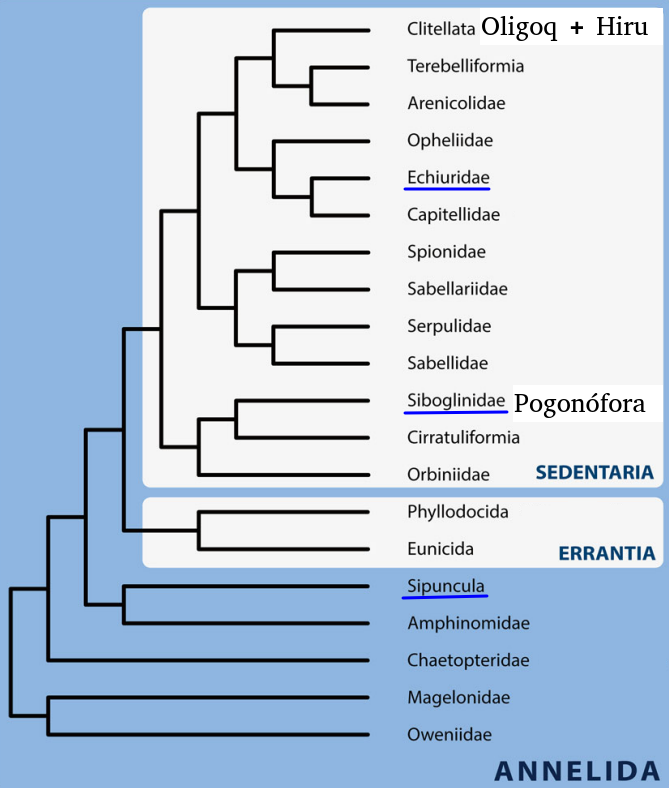 Clitellata Oligoq + Hiru
Terebelliformia
Arenicolidae
Opheliidae
Echiuridae
Capitellidae
Spionidae
Sabellariidae
Serpulidae
Sabellidae
Siboglinidae Pogonófora
Cirratuliformia
Orbiniidae SEDENTARIA
Phyllodocida
Eunicida ERRANTIA
Sipuncula
Amphinomidae
Chaetopteridae
Magelonidae
Oweniidae
ANNELIDA